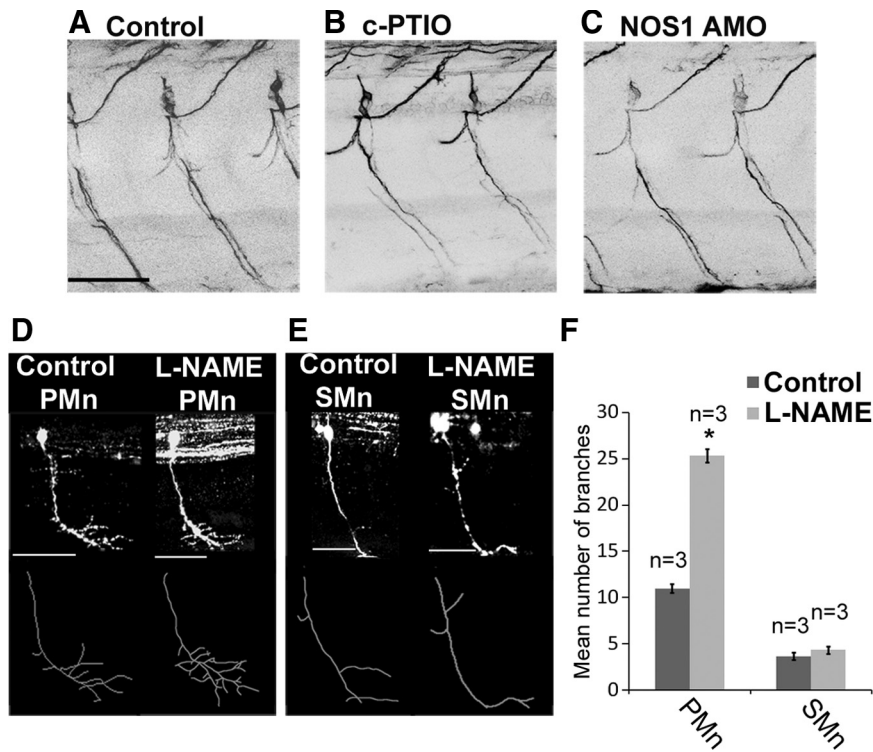 A Control
B c-PTIO
C NOS1 AMO
D
Control
PMn
L-NAME
PMn
E
Control
SMn
L-NAME
SMn
F
Control
L-NAME
Mean number of branches
30
25
20
15
10
5
0
n=3
n=3
*
n=3
n=3
PMn
SMn